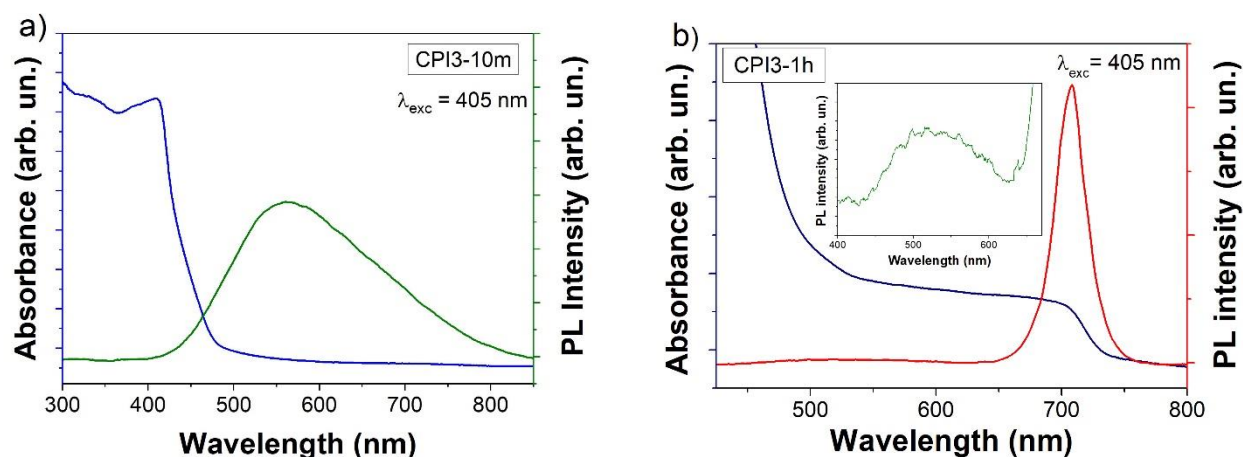 a)
CPI3-10m
λexc = 405 nm
Absorbance (arb. un.)
PL Intensity (arb. un.)
300 400 500 600 700 800
Wavelength (nm)
b)
CPI3-1h
λexc = 405 nm
Absorbance (arb. un.)
PL intensity (arb. un.)
PL intensity (arb. un.)
400 500 600
Wavelength (nm)
500 600 700 800
Wavelength (nm)